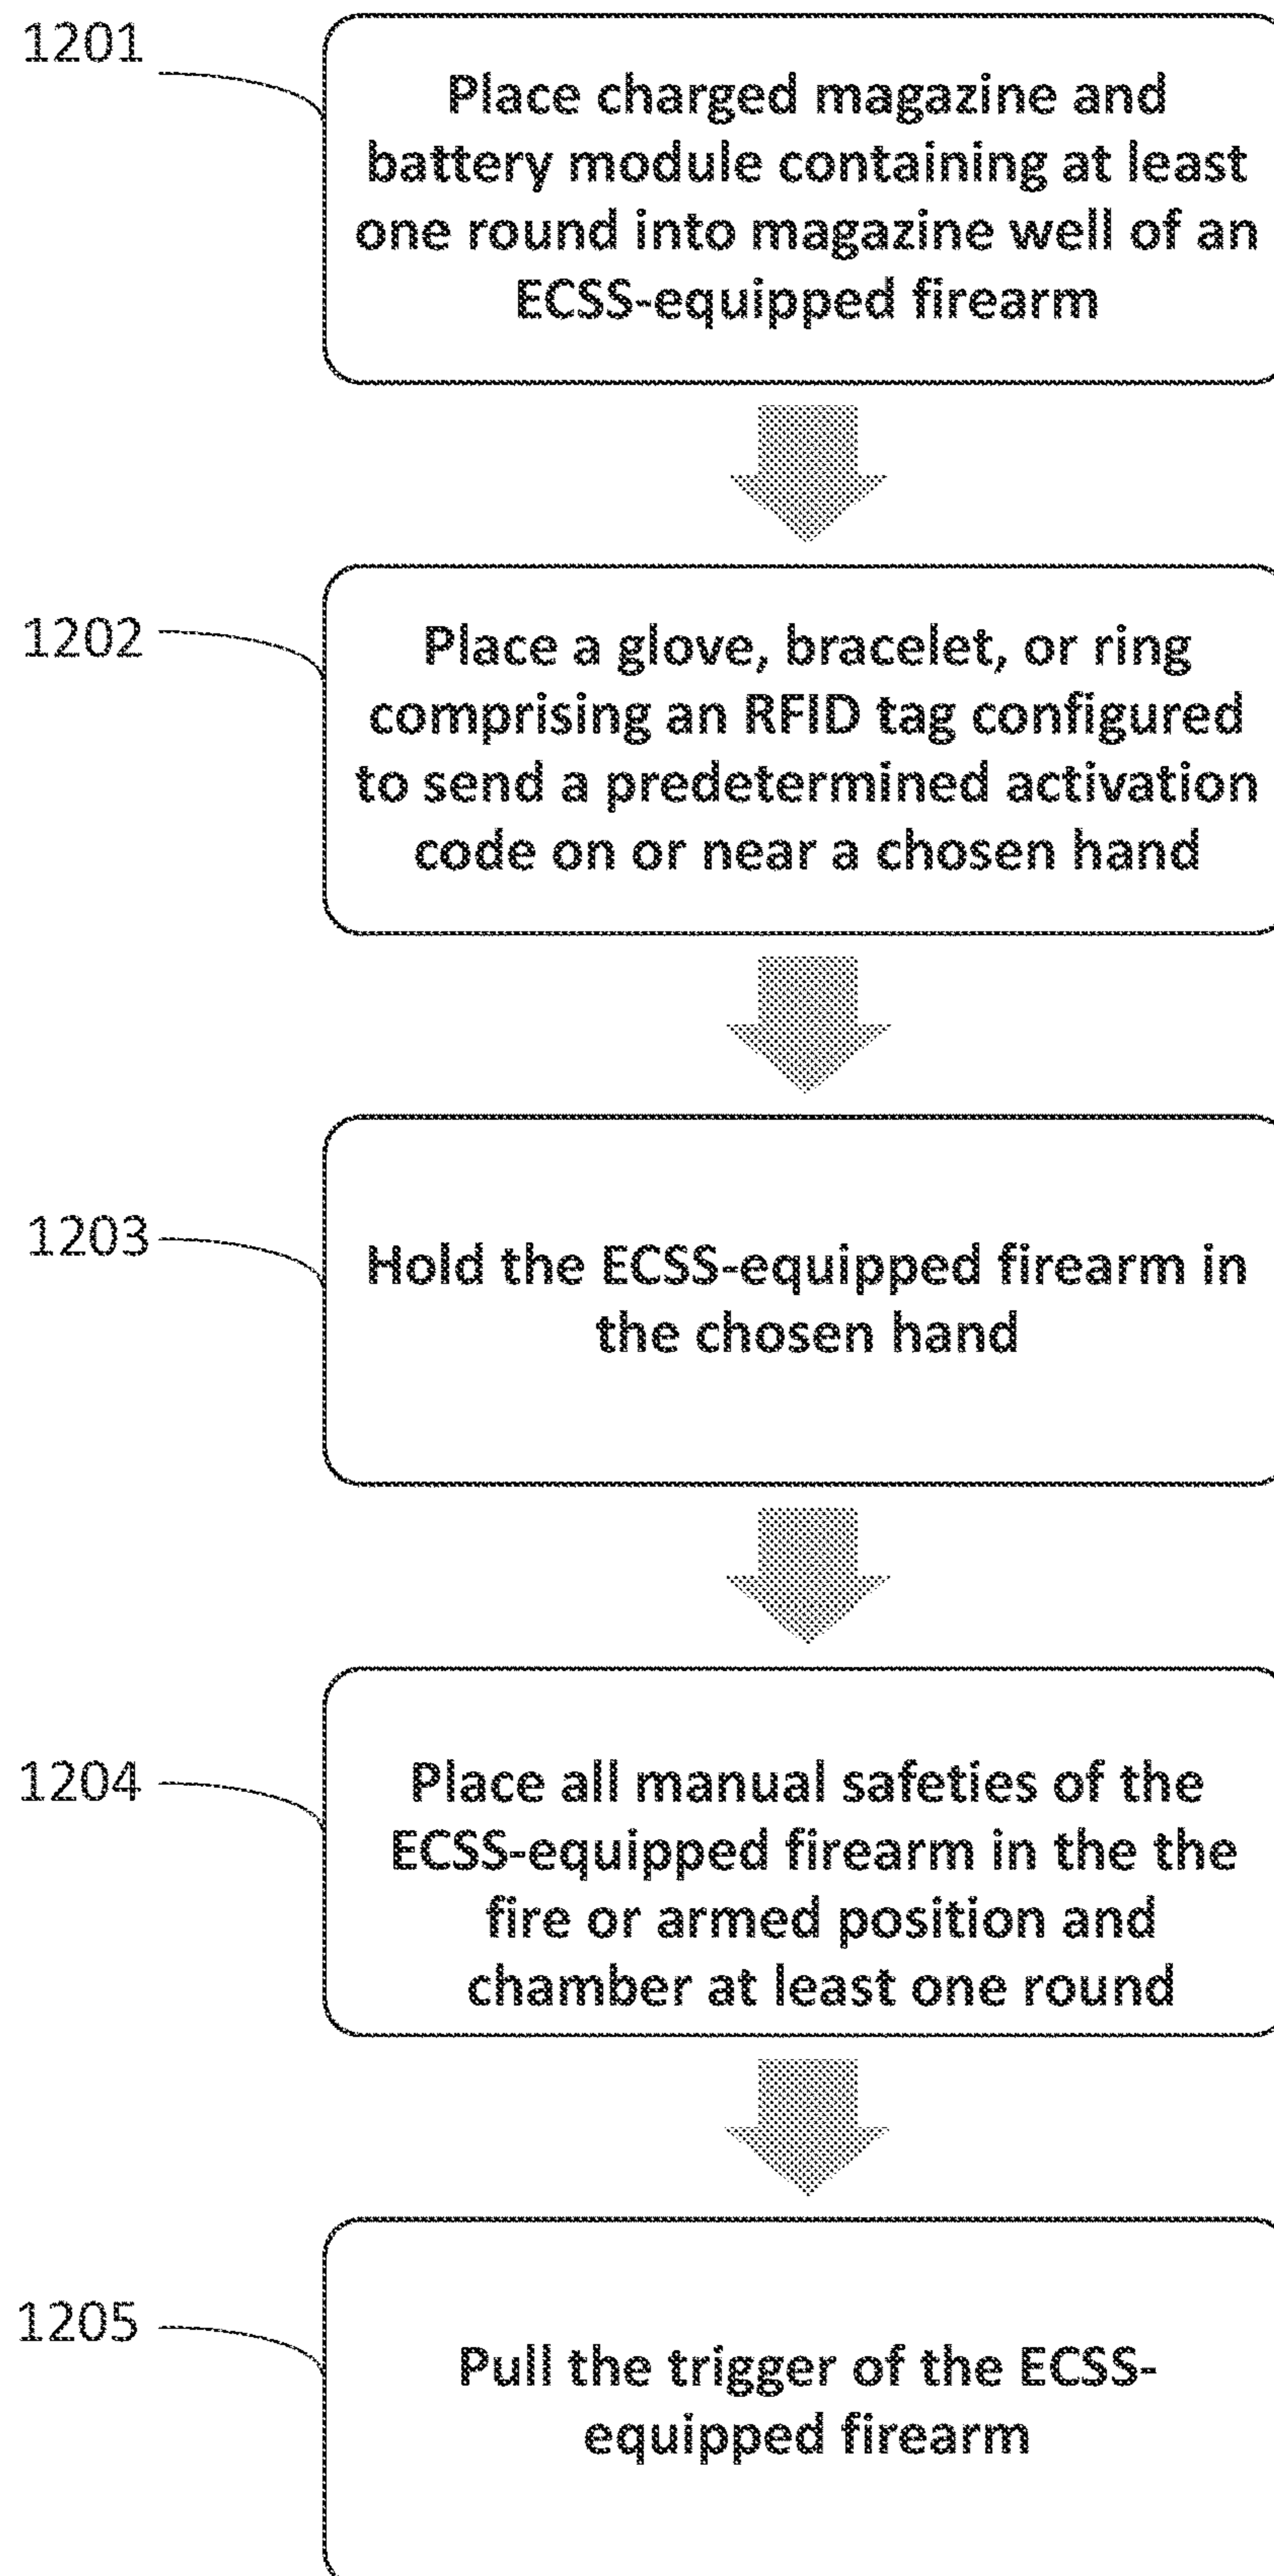 1201
Place charged magazine and
battery module containing at least
one round into magazine well of an
ECSS-equipped firearm
1202
Place a glove, bracelet, or ring
comprising an RFID tag configured
to send a predetermined activation
code on or near a chosen hand
1203
Hold the ECSS-equipped firearm in
the chosen hand
1204
Place all manual safeties of the
ECSS-equipped firearm in the the
fire or armed position and
chamber at least one round
1205
Pull the trigger of the ECSS-
equipped firearm